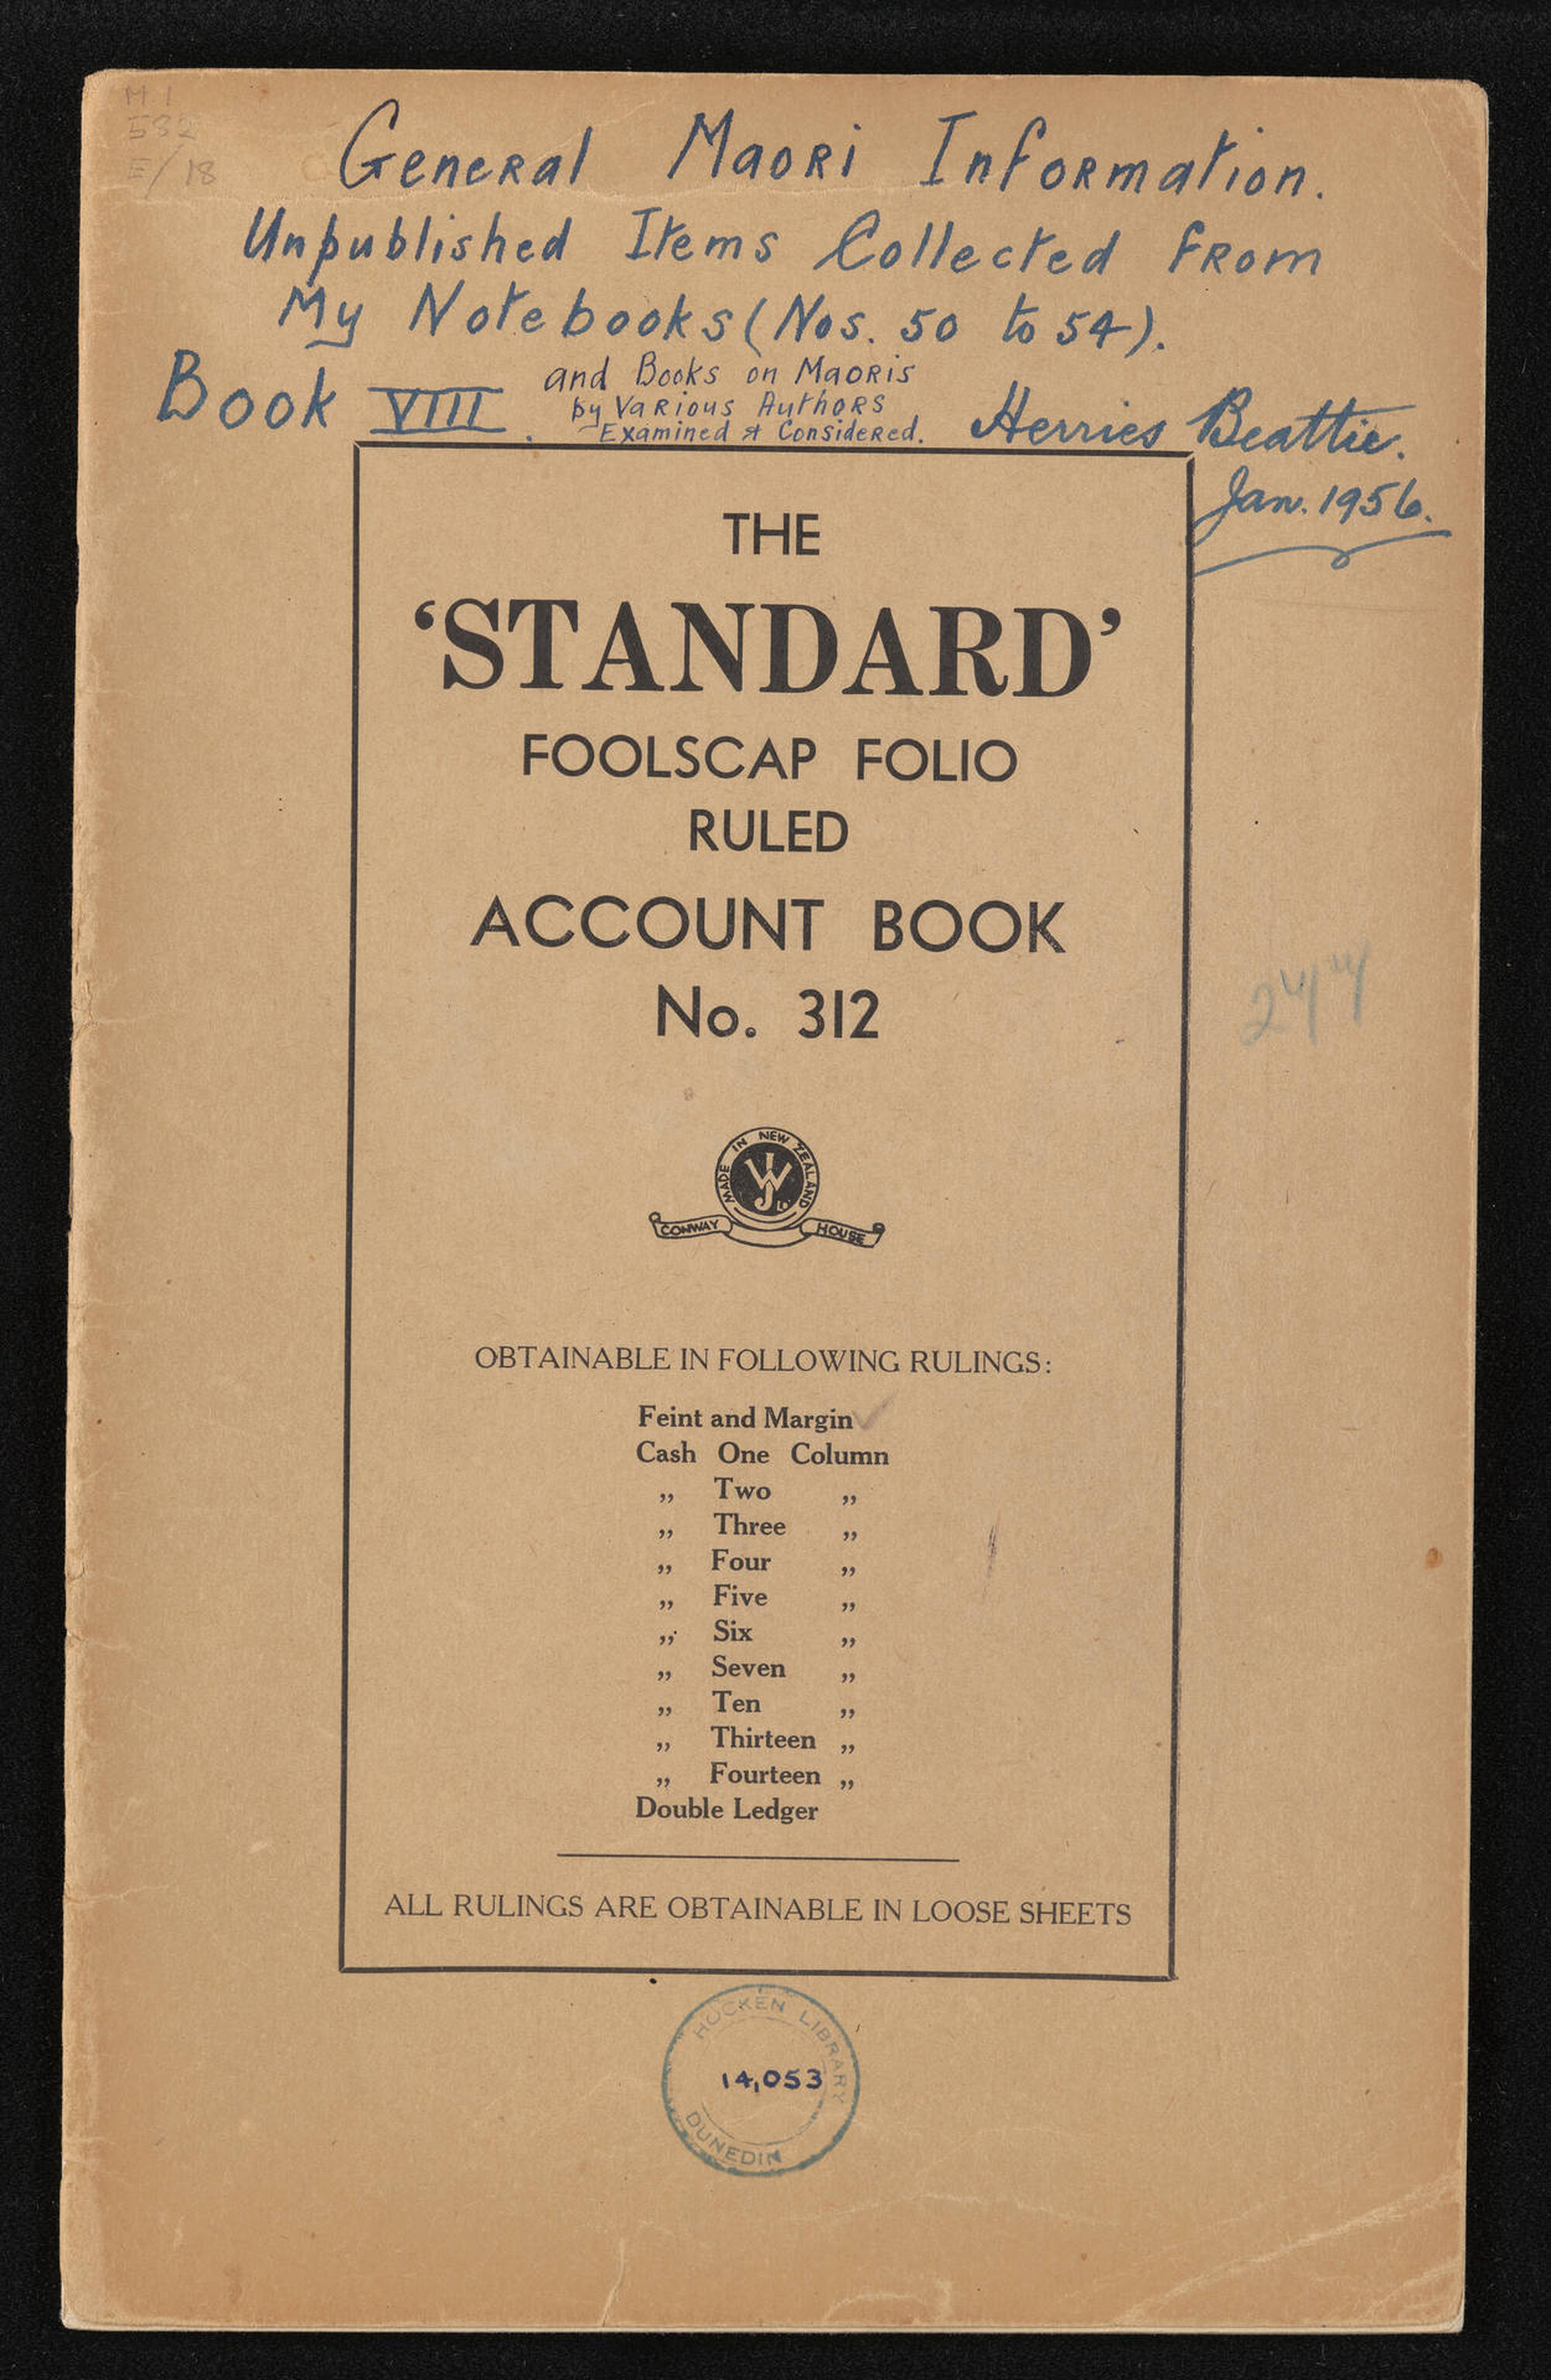 M I
582
E/18
General Maori Information.
Unpublished Items Collected from
My Notebooks (Nos. 50 to 54).
and Books on Maoris
by Various Authors
Examined & Considered.
Book VIII.
Herries Beattie.
Jan. 1956.
THE
‘STANDARD’
FOOLSCAP FOLIO
RULED
ACCOUNT BOOK
No. 312
244
MADE IN NEW ZEALAND
CONWAY HOUSE
OBTAINABLE IN FOLLOWING RULINGS:
Feint and Margin ✓
Cash One Column
„ Two „
„ Three „
„ Four „
„ Five „
„ Six „
„ Seven „
„ Ten „
„ Thirteen „
„ Fourteen „
Double Ledger
ALL RULINGS ARE OBTAINABLE IN LOOSE SHEETS
HOCKEN LIBRARY
14,053
DUNEDIN